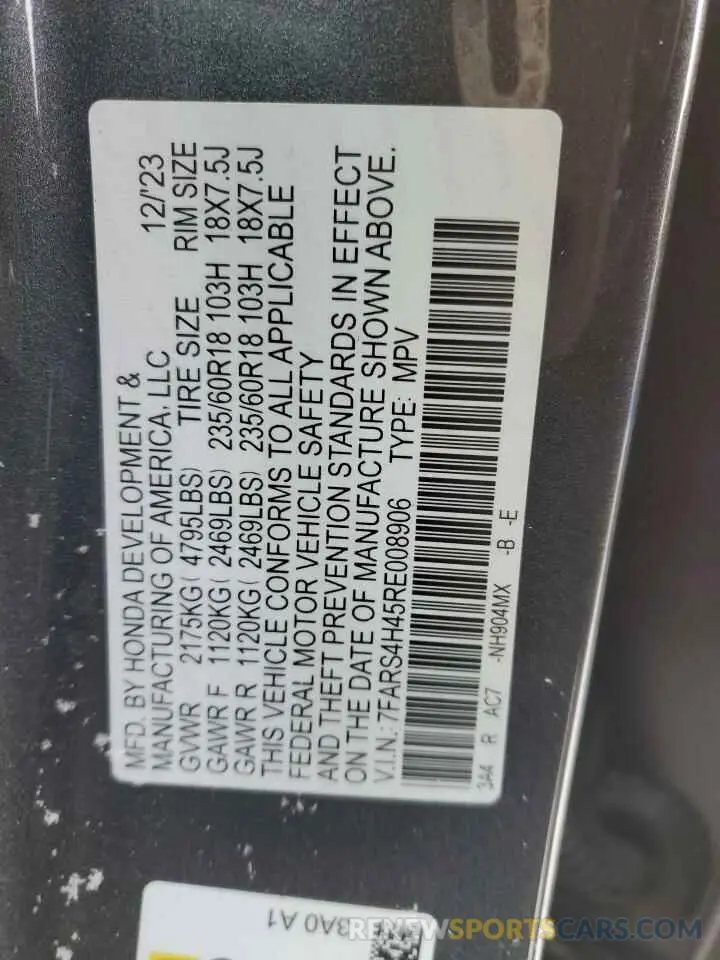 MFD. BY HONDA DEVELOPMENT &
MANUFACTURING OF AMERICA, LLC 12/'23
GVWR 2175KG( 4795LBS) TIRE SIZE RIM SIZE
GAWR F 1120KG( 2469LBS) 235/60R18 103H 18X7.5J
GAWR R 1120KG( 2469LBS) 235/60R18 103H 18X7.5J
THIS VEHICLE CONFORMS TO ALL APPLICABLE
FEDERAL MOTOR VEHICLE SAFETY
AND THEFT PREVENTION STANDARDS IN EFFECT
ON THE DATE OF MANUFACTURE SHOWN ABOVE.
V.I.N.: 7FARS4H45RE008906 TYPE: MPV
3A4 R AC7 -NH904MX -B -E
3A0 A1
RENEWSPORTSCARS.COM